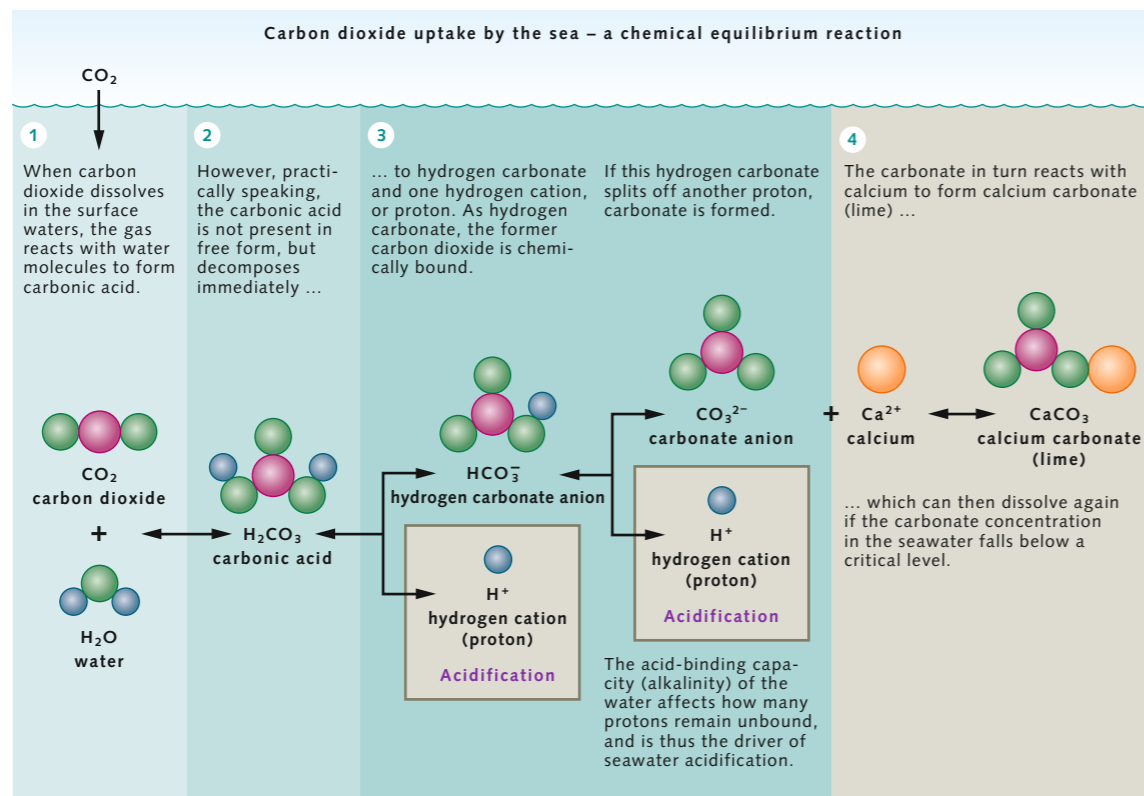 Carbon dioxide uptake by the sea – a chemical equilibrium reaction
CO₂
1
When carbon
dioxide dissolves
in the surface
waters, the gas
reacts with water
molecules to form
carbonic acid.
CO₂
carbon dioxide
+
H₂O
water
2
However, practi-
cally speaking,
the carbonic acid
is not present in
free form, but
decomposes
immediately …
H₂CO₃
carbonic acid
3
… to hydrogen carbonate
and one hydrogen cation,
or proton. As hydrogen
carbonate, the former
carbon dioxide is chemi-
cally bound.
HCO₃⁻
hydrogen carbonate anion
H⁺
hydrogen cation
(proton)
Acidification
If this hydrogen carbonate
splits off another proton,
carbonate is formed.
CO₃²⁻
carbonate anion
H⁺
hydrogen cation
(proton)
Acidification
The acid-binding capa-
city (alkalinity) of the
water affects how many
protons remain unbound,
and is thus the driver of
seawater acidification.
4
The carbonate in turn reacts with
calcium to form calcium carbonate
(lime) …
+
Ca²⁺
calcium
CaCO₃
calcium carbonate
(lime)
… which can then dissolve again
if the carbonate concentration
in the seawater falls below a
critical level.